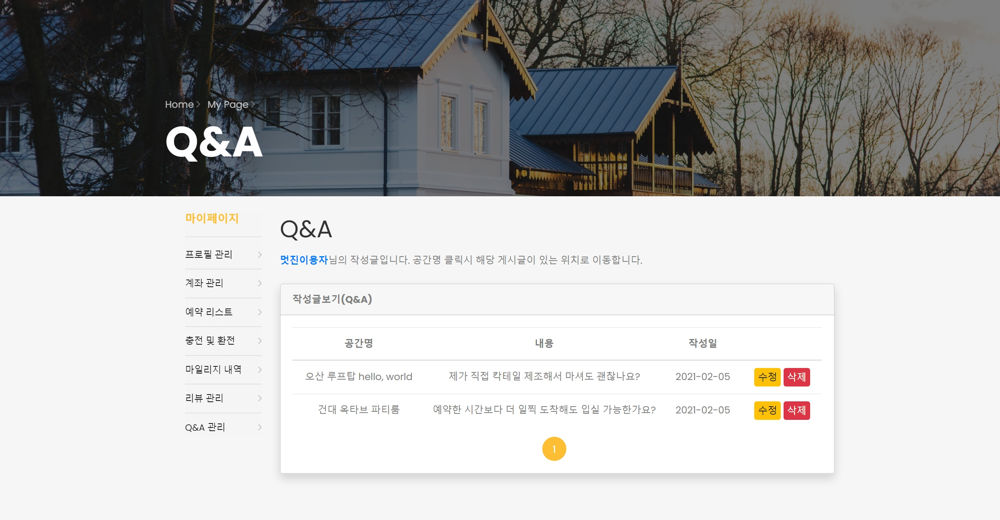 Home My Page
Q&A
마이페이지
프로필 관리
계좌 관리
예약 리스트
충전 및 환전
마일리지 내역
리뷰 관리
Q&A 관리
Q&A
멋진이용자님의 작성글입니다. 공간명 클릭시 해당 게시글이 있는 위치로 이동합니다.
작성글보기(Q&A)
공간명 내용 작성일
오산 루프탑 hello, world 제가 직접 칵테일 제조해서 마셔도 괜찮나요? 2021-02-05 수정 삭제
건대 옥타브 파티룸 예약한 시간보다 더 일찍 도착해도 입실 가능한가요? 2021-02-05 수정 삭제
1